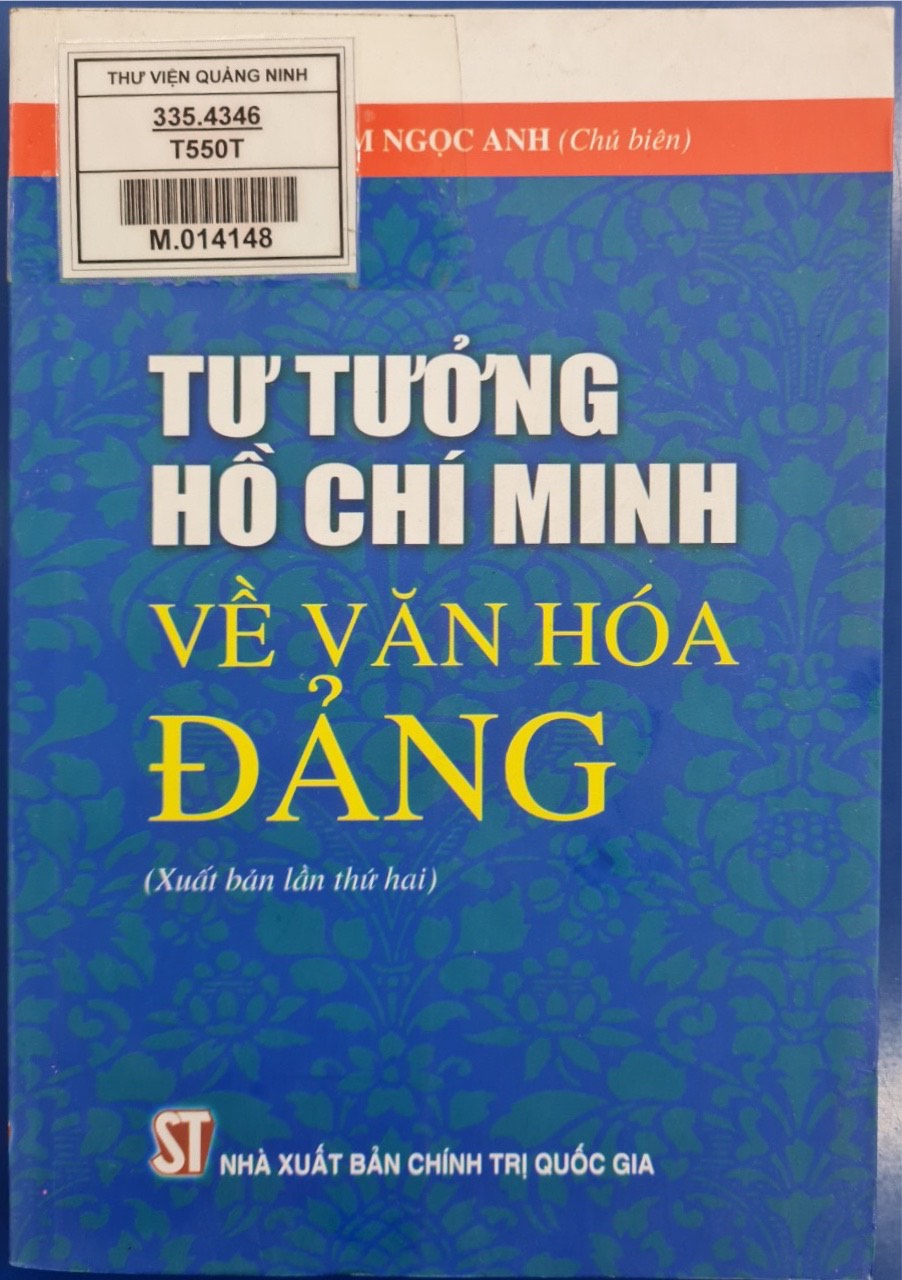 THƯ VIỆN QUẢNG NINH
335.4346
T550T
M.014148
NGỌC ANH (Chủ biên)
TƯ TƯỞNG
HỒ CHÍ MINH
VỀ VĂN HÓA
ĐẢNG
(Xuất bản lần thứ hai)
ST NHÀ XUẤT BẢN CHÍNH TRỊ QUỐC GIA